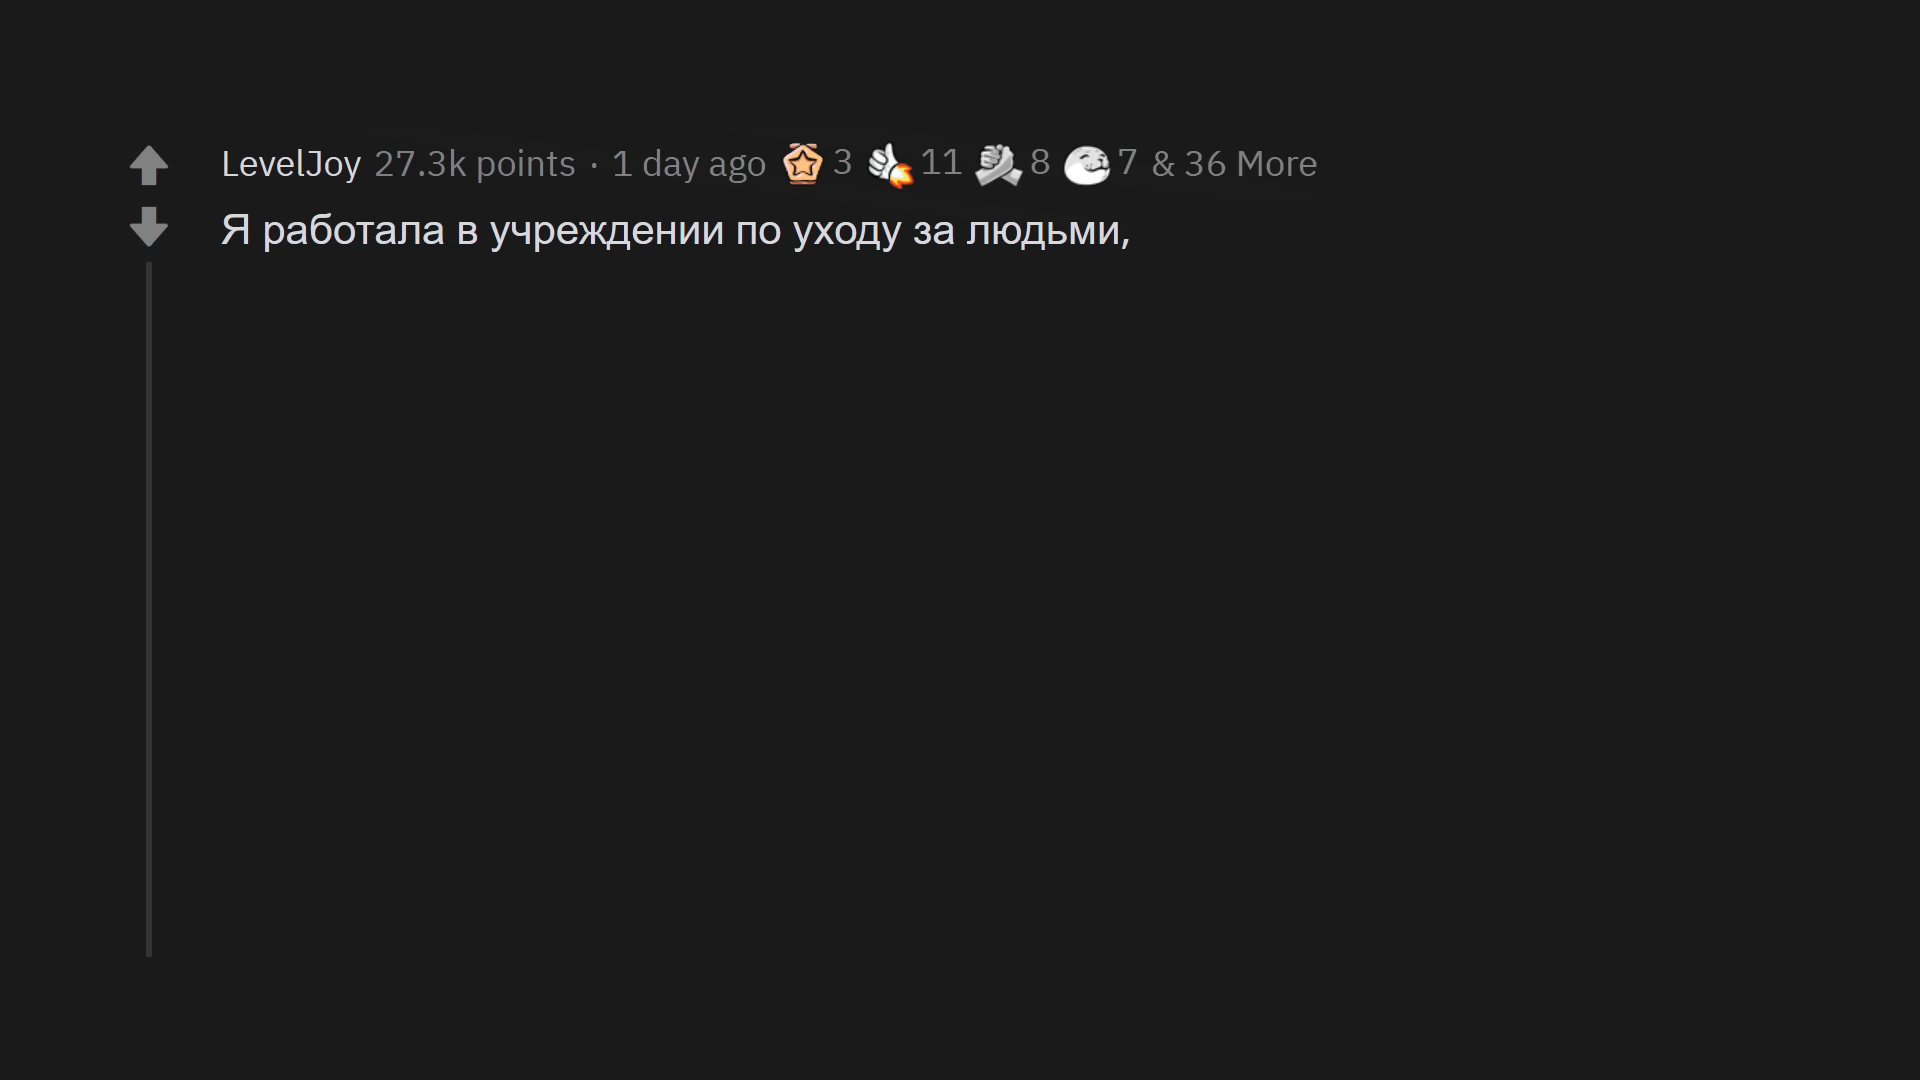 LevelJoy 27.3k points · 1 day ago 3 11 8 7 & 36 More
Я работала в учреждении по уходу за людьми,